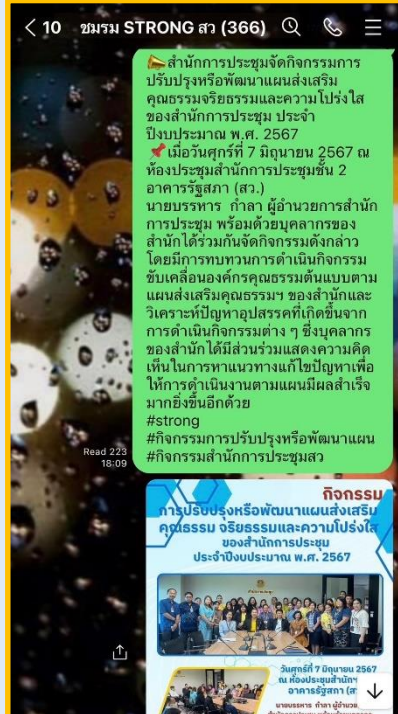 10 ชมรม STRONG สว (366)
สำนักการประชุมจัดกิจกรรมการ
ปรับปรุงหรือพัฒนาแผนส่งเสริม
คุณธรรมจริยธรรมและความโปร่งใส
ของสำนักการประชุม ประจำ
ปีงบประมาณ พ.ศ. 2567
เมื่อวันศุกร์ที่ 7 มิถุนายน 2567 ณ
ห้องประชุมสำนักการประชุมชั้น 2
อาคารรัฐสภา (สว.)
นายบรรหาร กำลา ผู้อำนวยการสำนัก
การประชุม พร้อมด้วยบุคลากรของ
สำนักได้ร่วมกันจัดกิจกรรมดังกล่าว
โดยมีการทบทวนการดำเนินกิจกรรม
ขับเคลื่อนองค์กรคุณธรรมต้นแบบตาม
แผนส่งเสริมคุณธรรมฯ ของสำนักและ
วิเคราะห์ปัญหาอุปสรรคที่เกิดขึ้นจาก
การดำเนินกิจกรรมต่าง ๆ ซึ่งบุคลากร
ของสำนักได้มีส่วนร่วมแสดงความคิด
เห็นในการหาแนวทางแก้ไขปัญหาเพื่อ
ให้การดำเนินงานตามแผนมีผลสำเร็จ
มากยิ่งขึ้นอีกด้วย
#strong
#กิจกรรมการปรับปรุงหรือพัฒนาแผน
#กิจกรรมสำนักการประชุมสว
Read 223
18:09
กิจกรรม
การปรับปรุงหรือพัฒนาแผนส่งเสริม
คุณธรรม จริยธรรมและความโปร่งใส
ของสำนักการประชุม
ประจำปีงบประมาณ พ.ศ. 2567
วันศุกร์ที่ 7 มิถุนายน 2567
ณ ห้องประชุมสำนัก
อาคารรัฐสภา
นายบรรหาร กำลา